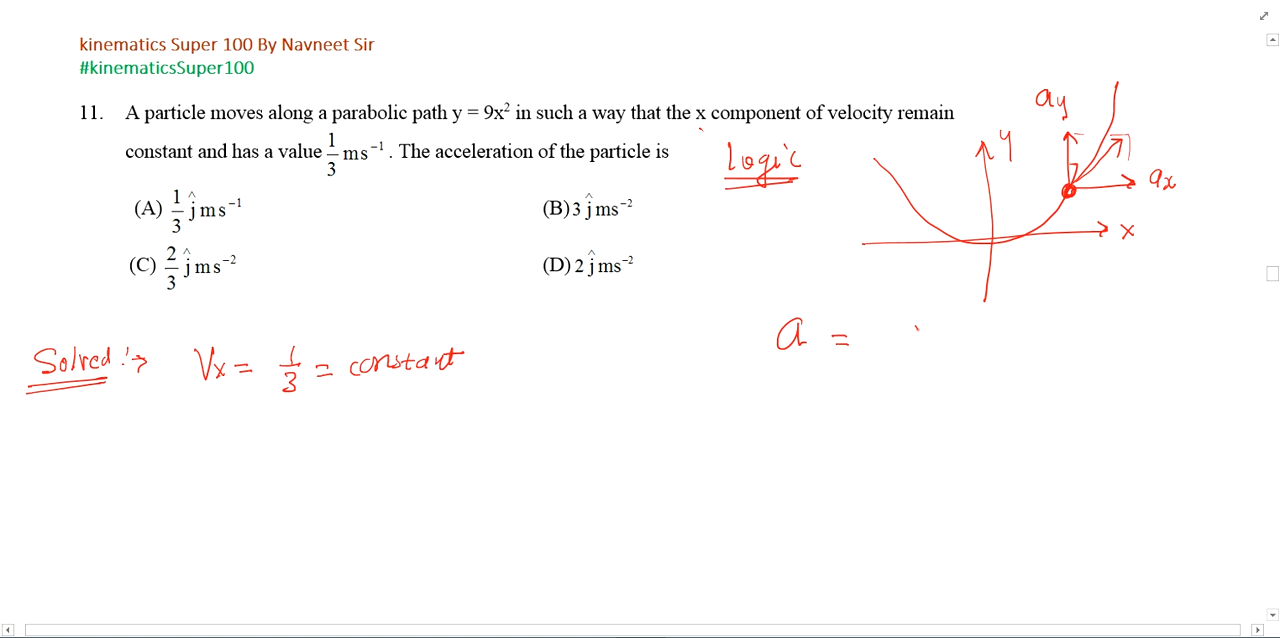 kinematics Super 100 By Navneet Sir
#kinematicsSuper100
11. A particle moves along a parabolic path y = 9x² in such a way that the x component of velocity remain
constant and has a value 1/3 ms⁻¹. The acceleration of the particle is
(A) 1/3 ĵ ms⁻¹ (B) 3 ĵ ms⁻²
(C) 2/3 ĵ ms⁻² (D) 2 ĵ ms⁻²
Logic
ay
y
ax
x
a =
Solved :→ Vx = 1/3 = constant